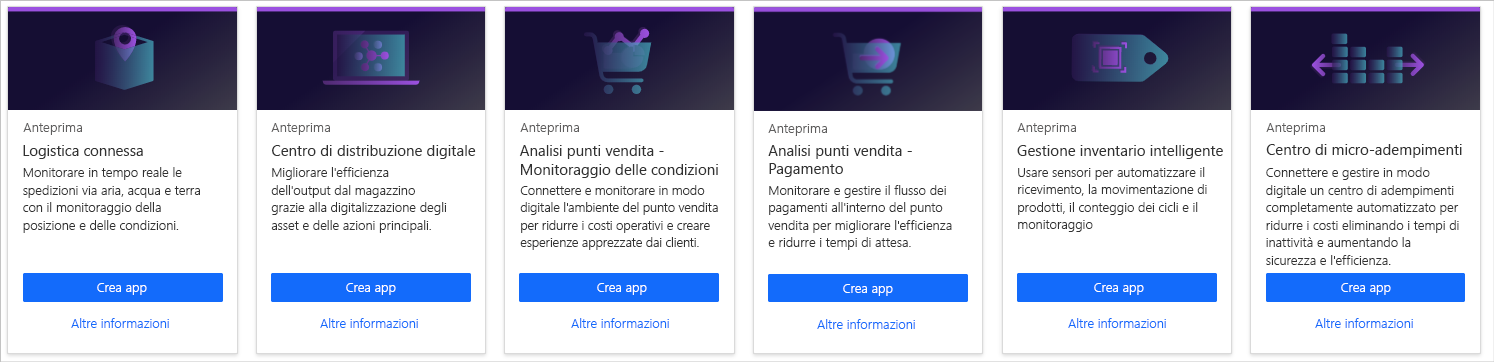 Anteprima
Logistica connessa
Monitorare in tempo reale le
spedizioni via aria, acqua e terra
con il monitoraggio della
posizione e delle condizioni.
Crea app
Altre informazioni
Anteprima
Centro di distribuzione digitale
Migliorare l'efficienza
dell'output dal magazzino
grazie alla digitalizzazione degli
asset e delle azioni principali.
Crea app
Altre informazioni
Anteprima
Analisi punti vendita -
Monitoraggio delle condizioni
Connettere e monitorare in modo
digitale l'ambiente del punto vendita
per ridurre i costi operativi e creare
esperienze apprezzate dai clienti.
Crea app
Altre informazioni
Anteprima
Analisi punti vendita -
Pagamento
Monitorare e gestire il flusso dei
pagamenti all'interno del punto
vendita per migliorare l'efficienza
e ridurre i tempi di attesa.
Crea app
Altre informazioni
Anteprima
Gestione inventario intelligente
Usare sensori per automatizzare il
ricevimento, la movimentazione di
prodotti, il conteggio dei cicli e il
monitoraggio
Crea app
Altre informazioni
Anteprima
Centro di micro-adempimenti
Connettere e gestire in modo
digitale un centro di adempimenti
completamente automatizzato per
ridurre i costi eliminando i tempi di
inattività e aumentando la
sicurezza e l'efficienza.
Crea app
Altre informazioni